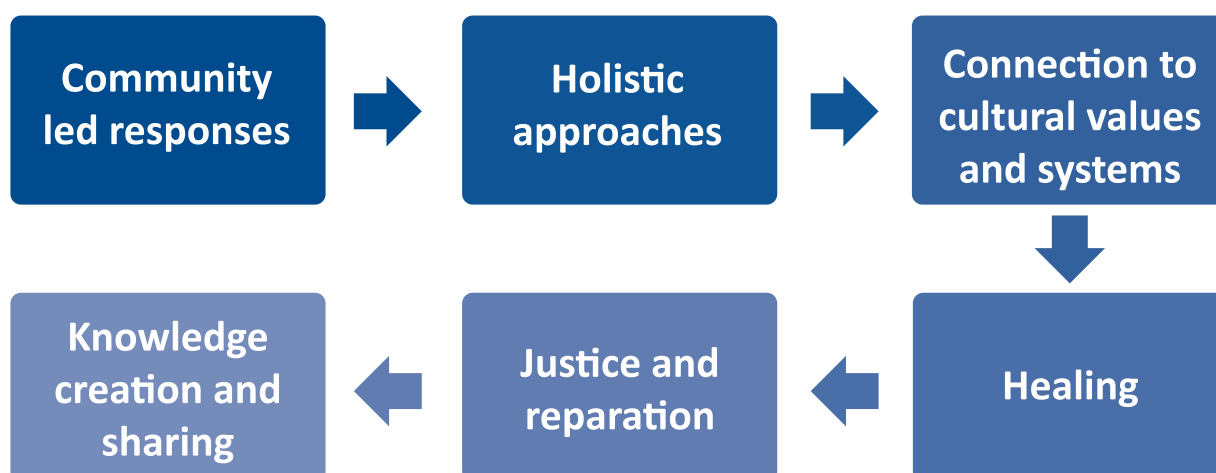 Community
led responses
Holistic
approaches
Connection to
cultural values
and systems
Healing
Justice and
reparation
Knowledge
creation and
sharing